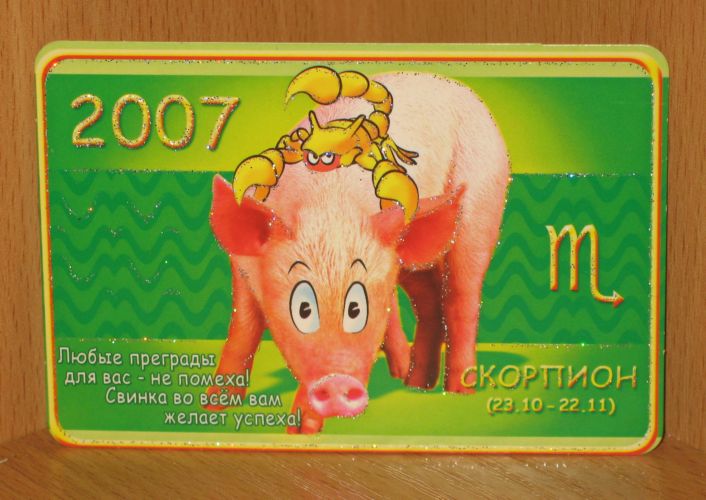 2007
Любые преграды
для вас - не помеха!
Свинка во всём вам
желает успеха!
СКОРПИОН
(23.10 - 22.11)